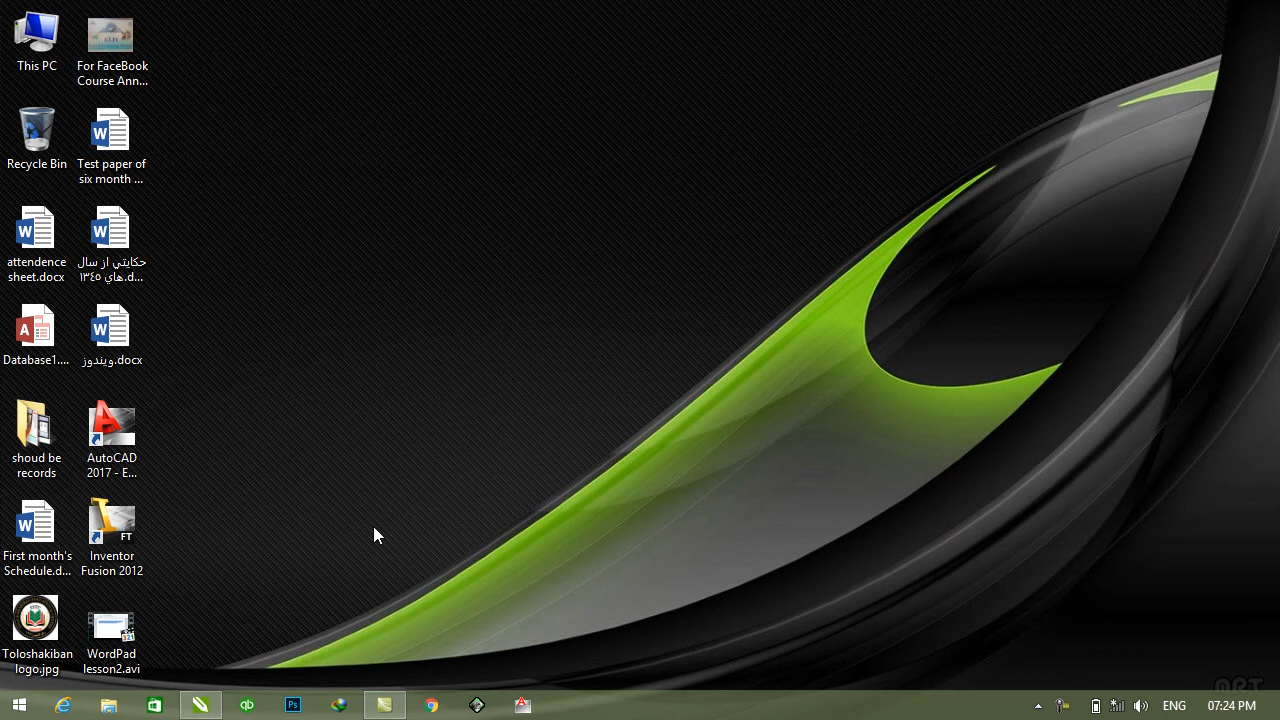 This PC
For FaceBook
Course Ann...
Recycle Bin
Test paper of
six month ...
attendence
sheet.docx
حكايتي از سال
هاي ١٣٤٥.d...
Database1....
ويندوز.docx
shoud be
records
AutoCAD
2017 - E...
First month's
Schedule.d...
Inventor
Fusion 2012
FT
Toloshakiban
logo.jpg
WordPad
lesson2.avi
ENG
07:24 PM